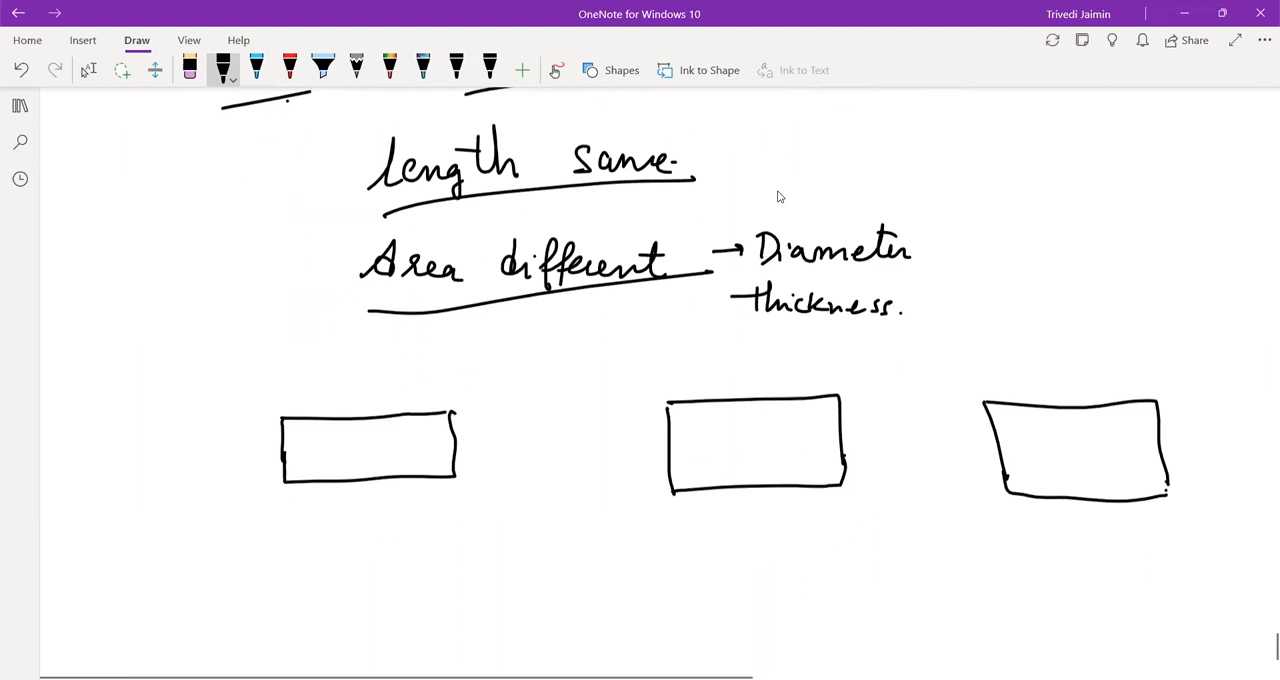 OneNote for Windows 10
Trivedi Jaimin
Home Insert Draw View Help
Share
Shapes Ink to Shape Ink to Text
length same.
Area different → Diameter
thickness.